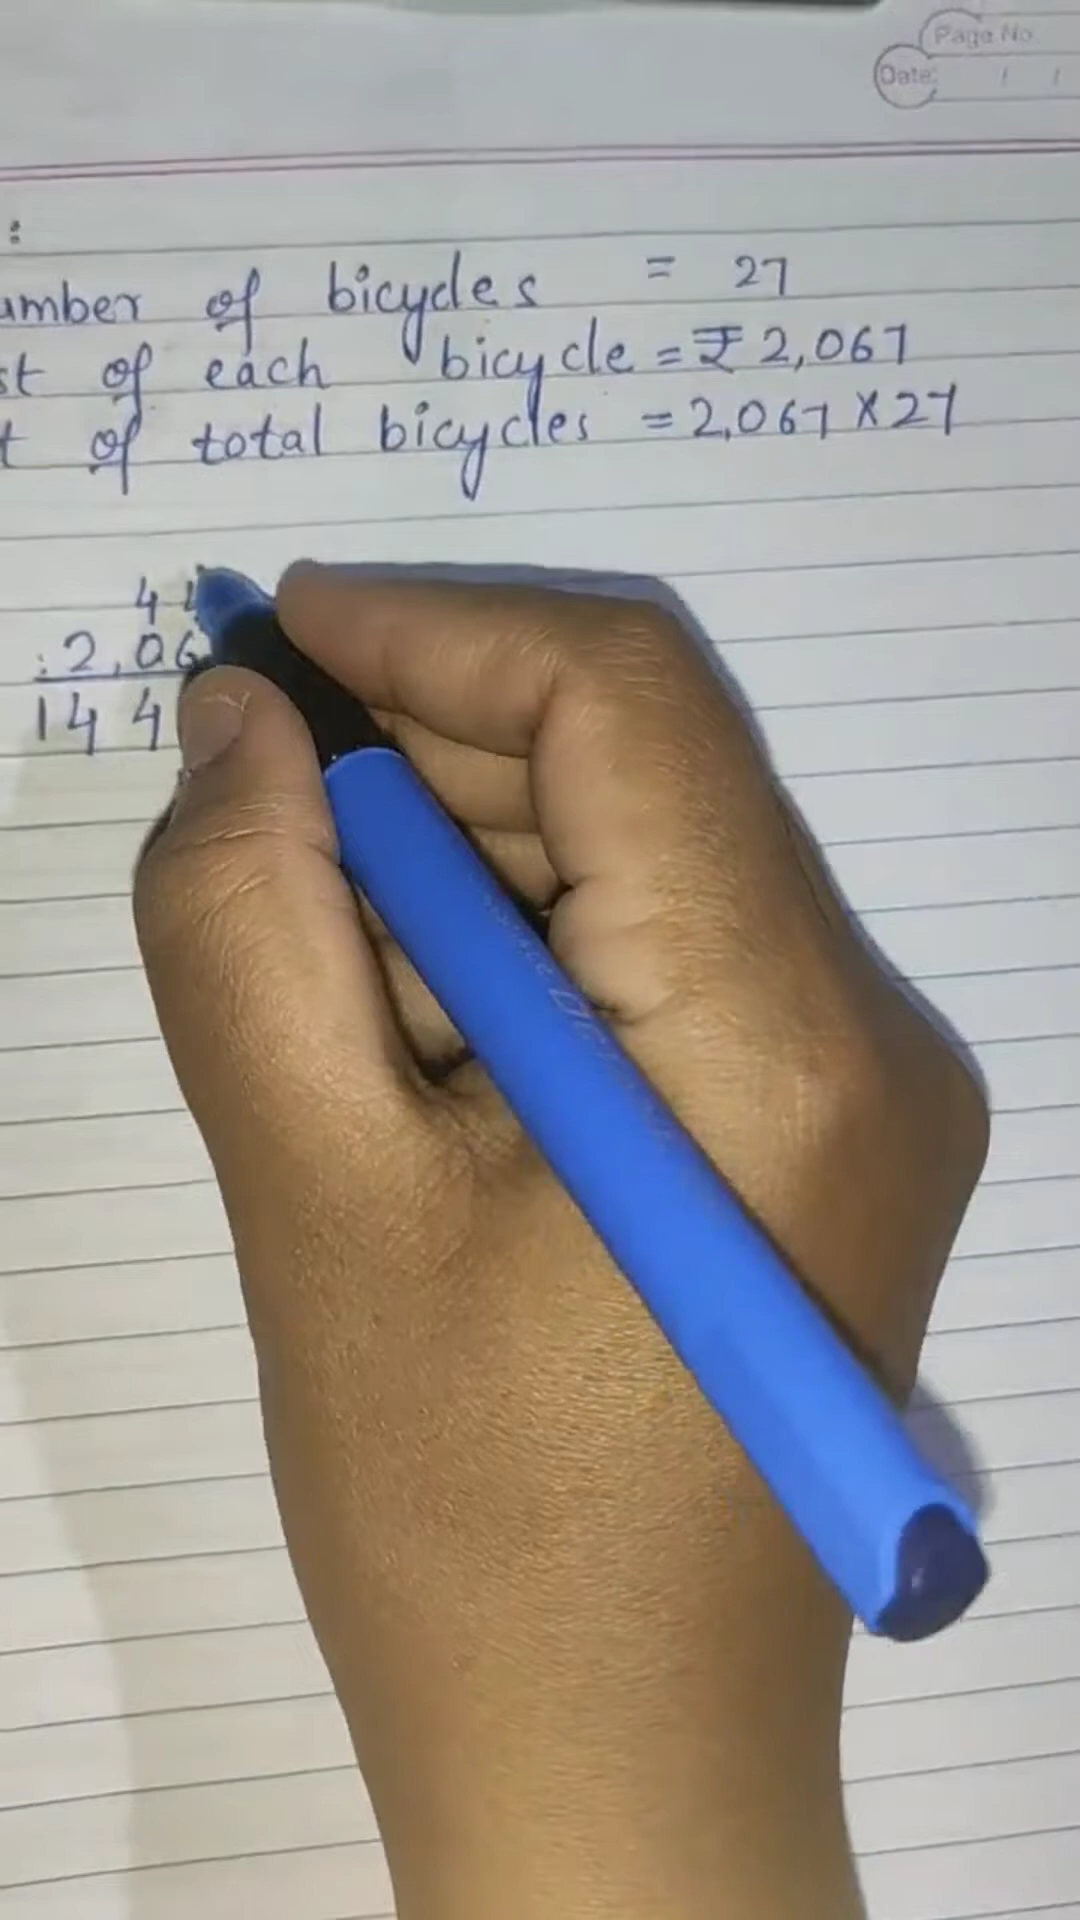 Page No
Date: / /
:
umber of bicycles = 27
st of each bicycle = ₹ 2,067
t of total bicycles = 2,067 × 27
4 4
2,06
144